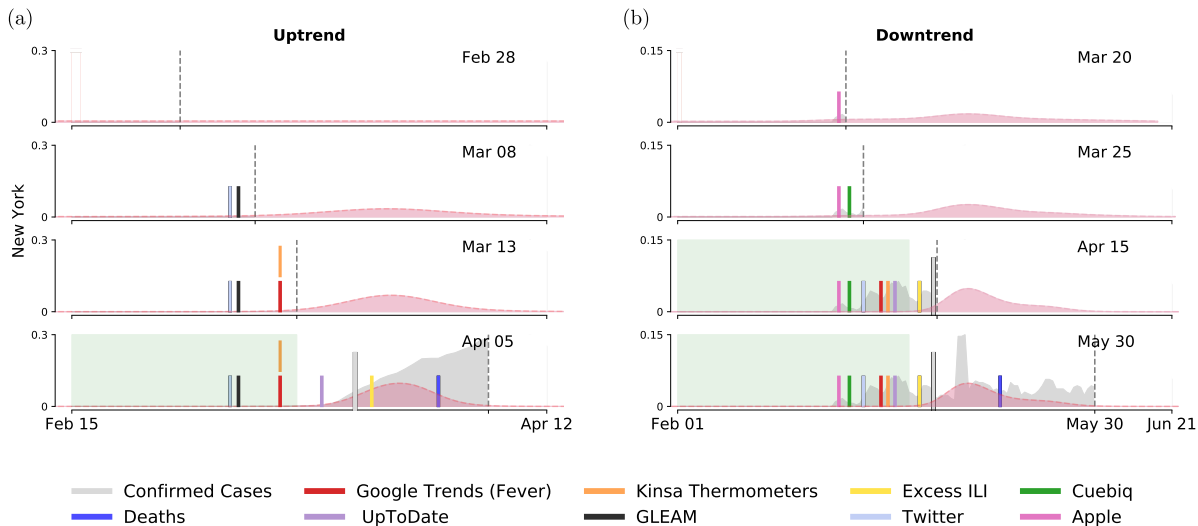 (a)
(b)
Uptrend
Downtrend
New York
0.3
0
Feb 28
0.15
0
Mar 20
0.3
0
Mar 08
0.15
0
Mar 25
0.3
0
Mar 13
0.15
0
Apr 15
0.3
0
Apr 05
0.15
0
May 30
Feb 15
Apr 12
Feb 01
May 30
Jun 21
Confirmed Cases
Google Trends (Fever)
Kinsa Thermometers
Excess ILI
Cuebiq
Deaths
UpToDate
GLEAM
Twitter
Apple